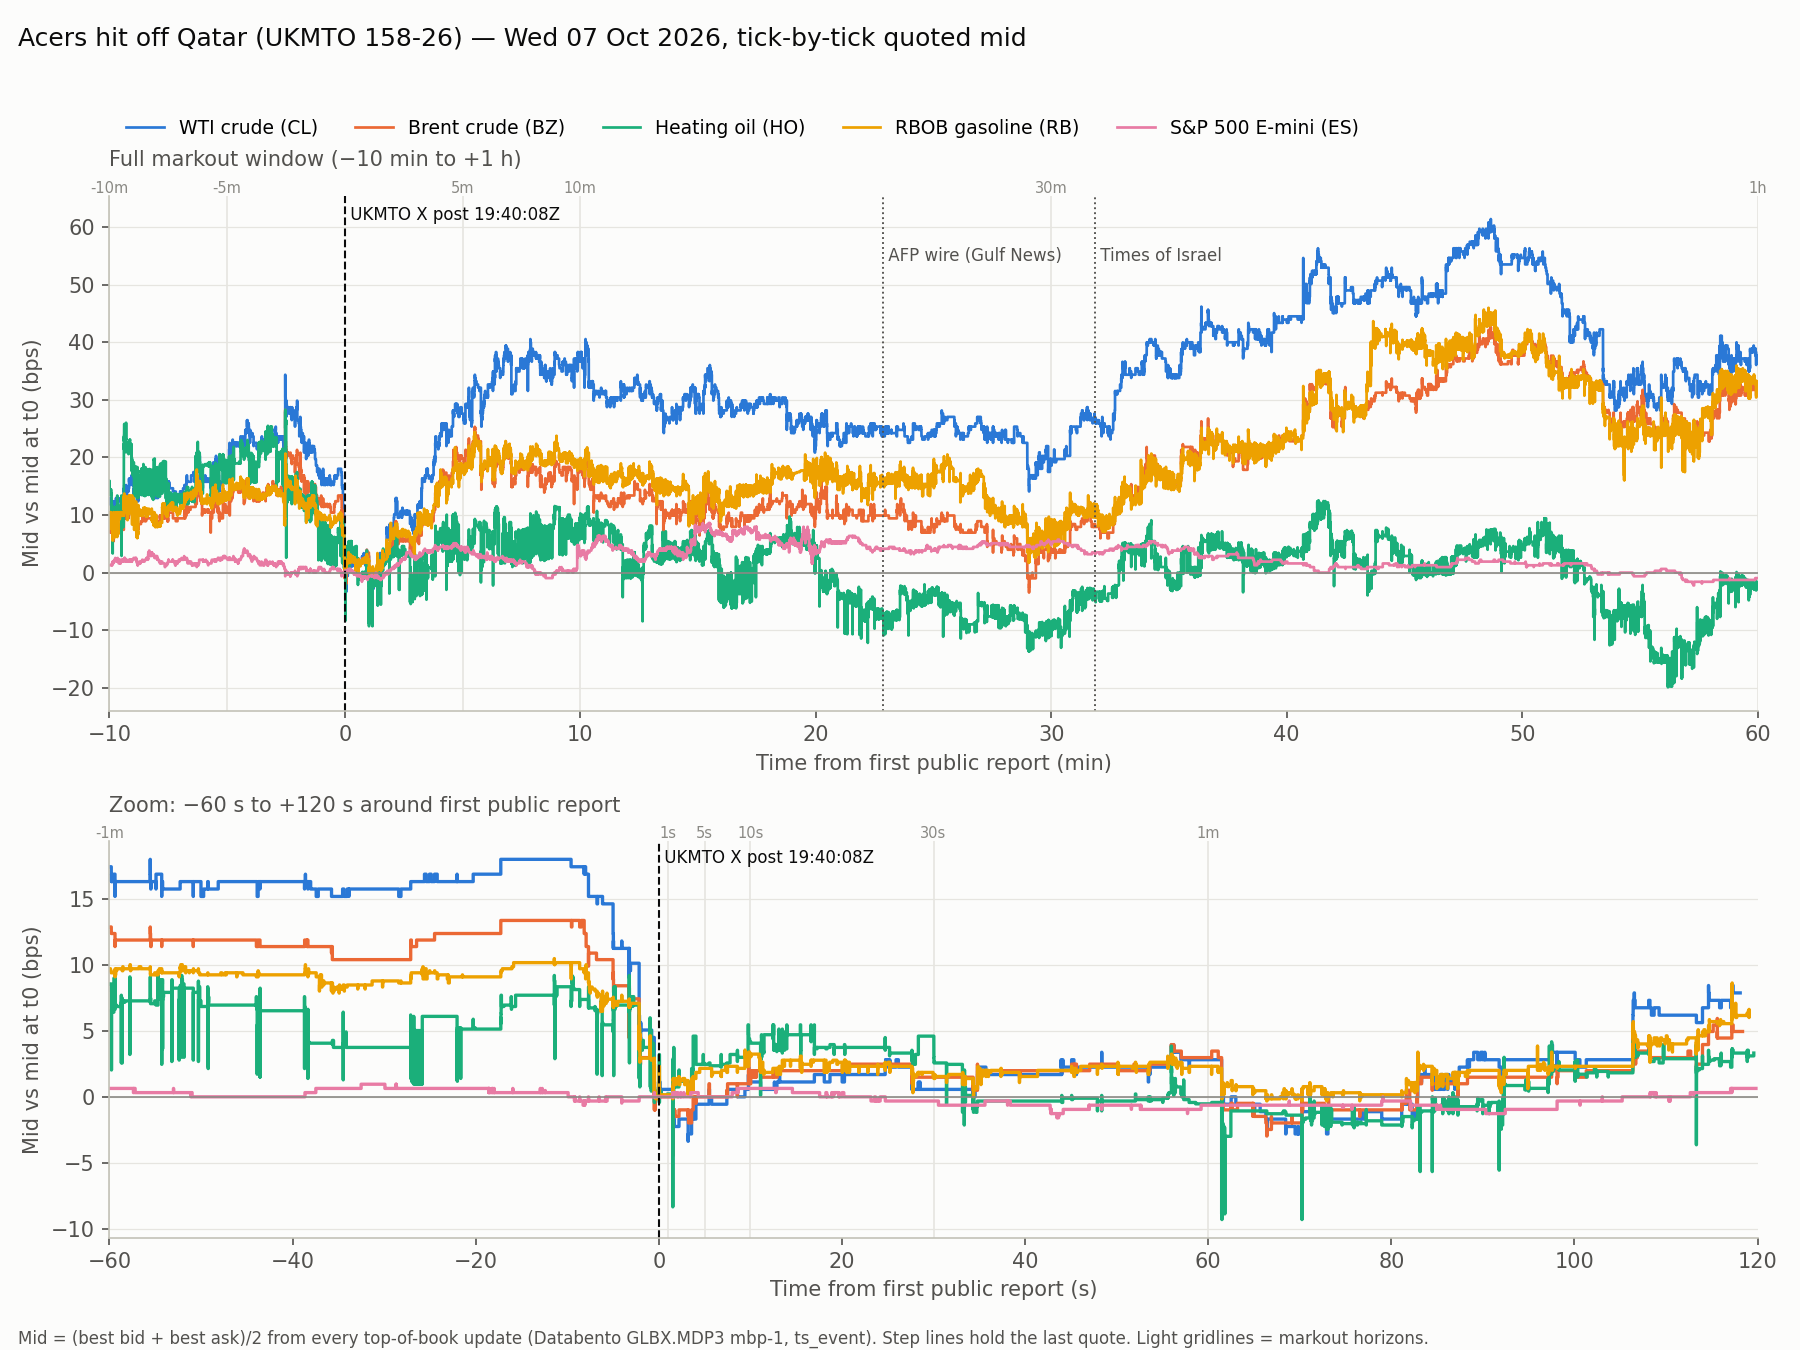 Acers hit off Qatar (UKMTO 158-26) — Wed 07 Oct 2026, tick-by-tick quoted mid
WTI crude (CL) Brent crude (BZ) Heating oil (HO) RBOB gasoline (RB) S&P 500 E-mini (ES)
Full markout window (−10 min to +1 h)
-10m -5m 5m 10m 30m 1h
UKMTO X post 19:40:08Z
AFP wire (Gulf News) Times of Israel
Mid vs mid at t0 (bps)
60
50
40
30
20
10
0
−10
−20
−10 0 10 20 30 40 50 60
Time from first public report (min)
Zoom: −60 s to +120 s around first public report
-1m 1s 5s 10s 30s 1m
UKMTO X post 19:40:08Z
Mid vs mid at t0 (bps)
15
10
5
0
−5
−10
−60 −40 −20 0 20 40 60 80 100 120
Time from first public report (s)
Mid = (best bid + best ask)/2 from every top-of-book update (Databento GLBX.MDP3 mbp-1, ts_event). Step lines hold the last quote. Light gridlines = markout horizons.